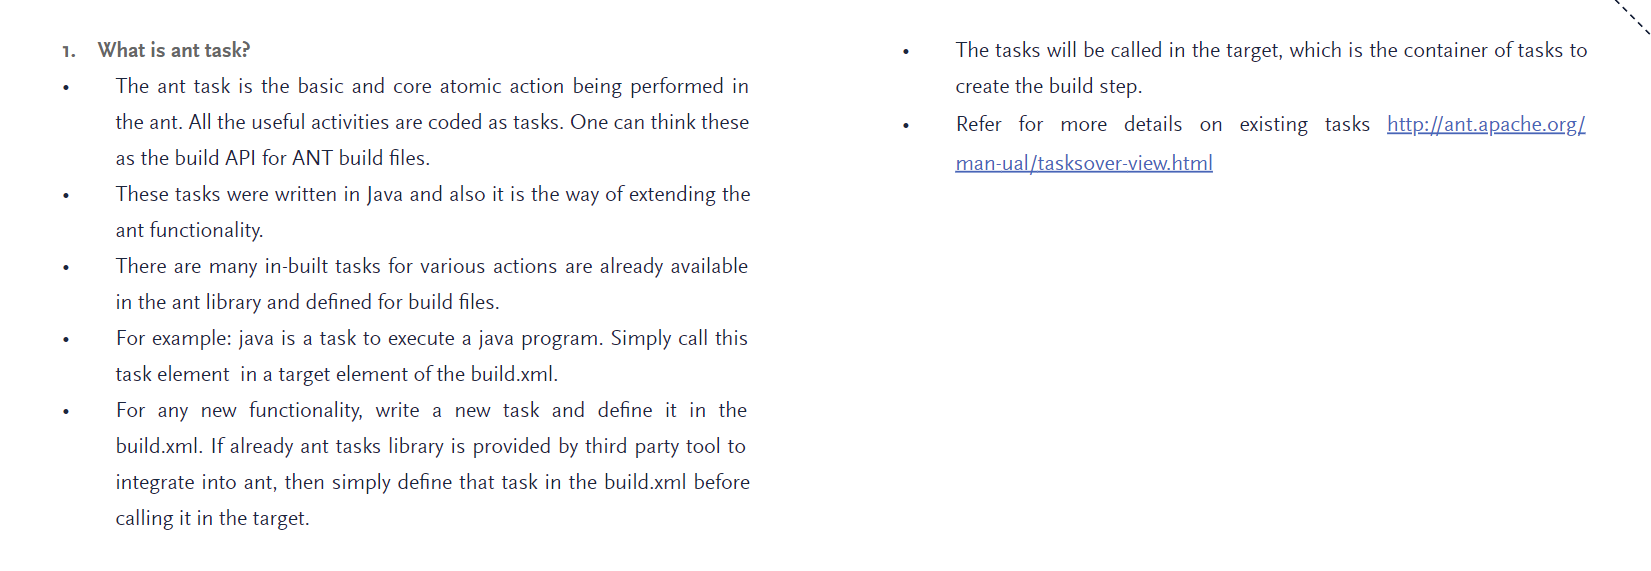 1. What is ant task?
• The ant task is the basic and core atomic action being performed in
the ant. All the useful activities are coded as tasks. One can think these
as the build API for ANT build files.
• These tasks were written in Java and also it is the way of extending the
ant functionality.
• There are many in-built tasks for various actions are already available
in the ant library and defined for build files.
• For example: java is a task to execute a java program. Simply call this
task element  in a target element of the build.xml.
• For any new functionality, write a new task and define it in the
build.xml. If already ant tasks library is provided by third party tool to
integrate into ant, then simply define that task in the build.xml before
calling it in the target.
• The tasks will be called in the target, which is the container of tasks to
create the build step.
• Refer for more details on existing tasks http://ant.apache.org/
man-ual/tasksover-view.html